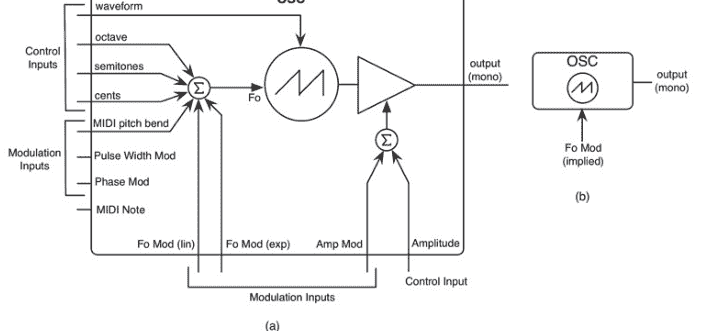 OSC
waveform
octave
Control
Inputs
semitones
cents
Σ
Fo
output
(mono)
MIDI pitch bend
Modulation
Inputs
Pulse Width Mod
Phase Mod
MIDI Note
Σ
Fo Mod (lin)
Fo Mod (exp)
Amp Mod
Amplitude
Control Input
Modulation Inputs
(a)
OSC
output
(mono)
Fo Mod
(implied)
(b)